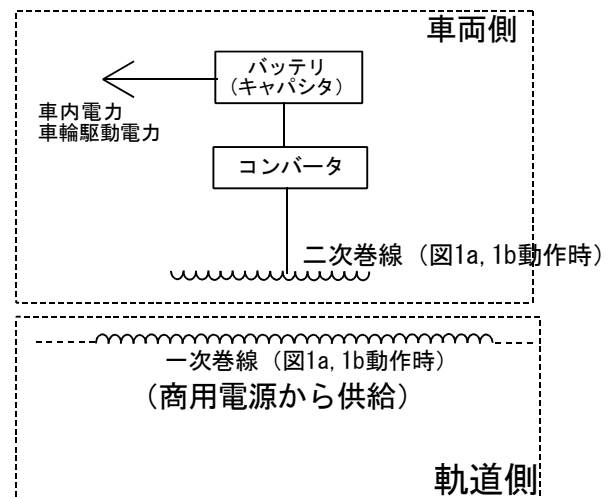 車両側
バッテリ
(キャパシタ)
車内電力
車輪駆動電力
コンバータ
二次巻線（図1a, 1b動作時）
一次巻線（図1a, 1b動作時）
（商用電源から供給）
軌道側